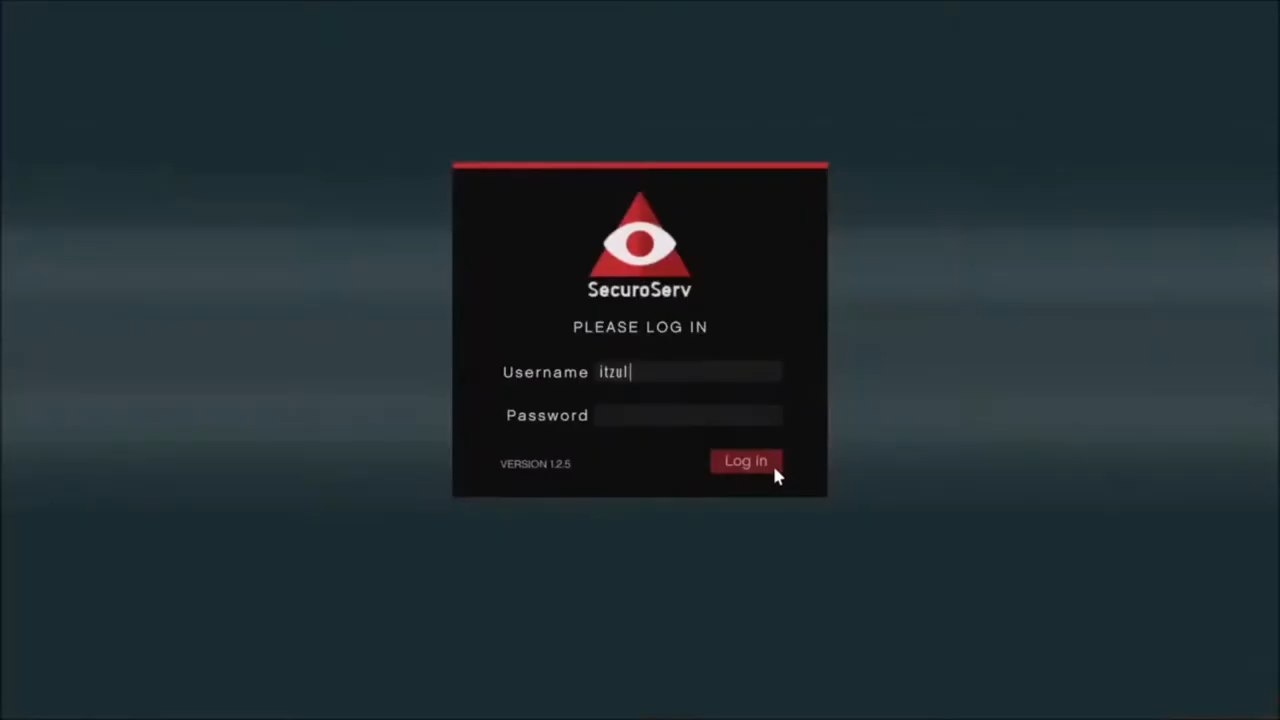 SecuroServ
PLEASE LOG IN
Username itzul
Password
VERSION 1.2.5
Log in